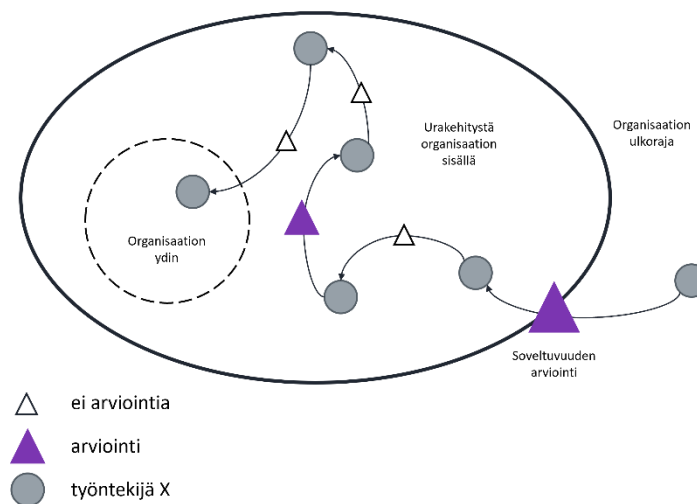 Urakehitystä
organisaation
sisällä
Organisaation
ulkoraja
Organisaation
ydin
Soveltuvuuden
arviointi
ei arviointia
arviointi
työntekijä X